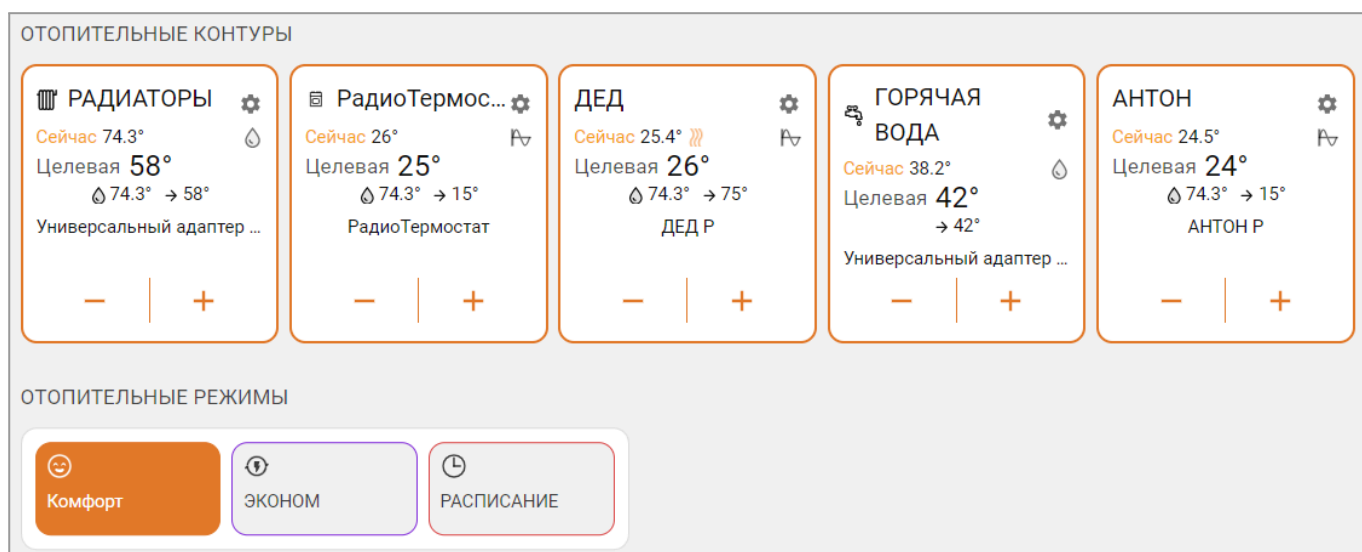 ОТОПИТЕЛЬНЫЕ КОНТУРЫ
РАДИАТОРЫ
Сейчас 74.3°
Целевая 58°
74.3° → 58°
Универсальный адаптер ...
РадиоТермос...
Сейчас 26°
Целевая 25°
74.3° → 15°
РадиоТермостат
ДЕД
Сейчас 25.4°
Целевая 26°
74.3° → 75°
ДЕД Р
ГОРЯЧАЯ
ВОДА
Сейчас 38.2°
Целевая 42°
→ 42°
Универсальный адаптер ...
АНТОН
Сейчас 24.5°
Целевая 24°
74.3° → 15°
АНТОН Р
ОТОПИТЕЛЬНЫЕ РЕЖИМЫ
Комфорт
ЭКОНОМ
РАСПИСАНИЕ